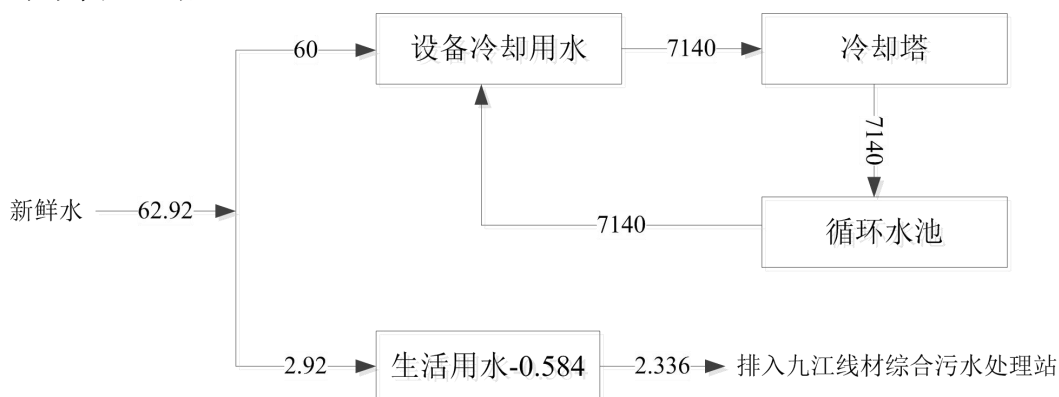 60
设备冷却用水
7140
冷却塔
7140
新鲜水
62.92
7140
循环水池
2.92
生活用水-0.584
2.336
排入九江线材综合污水处理站